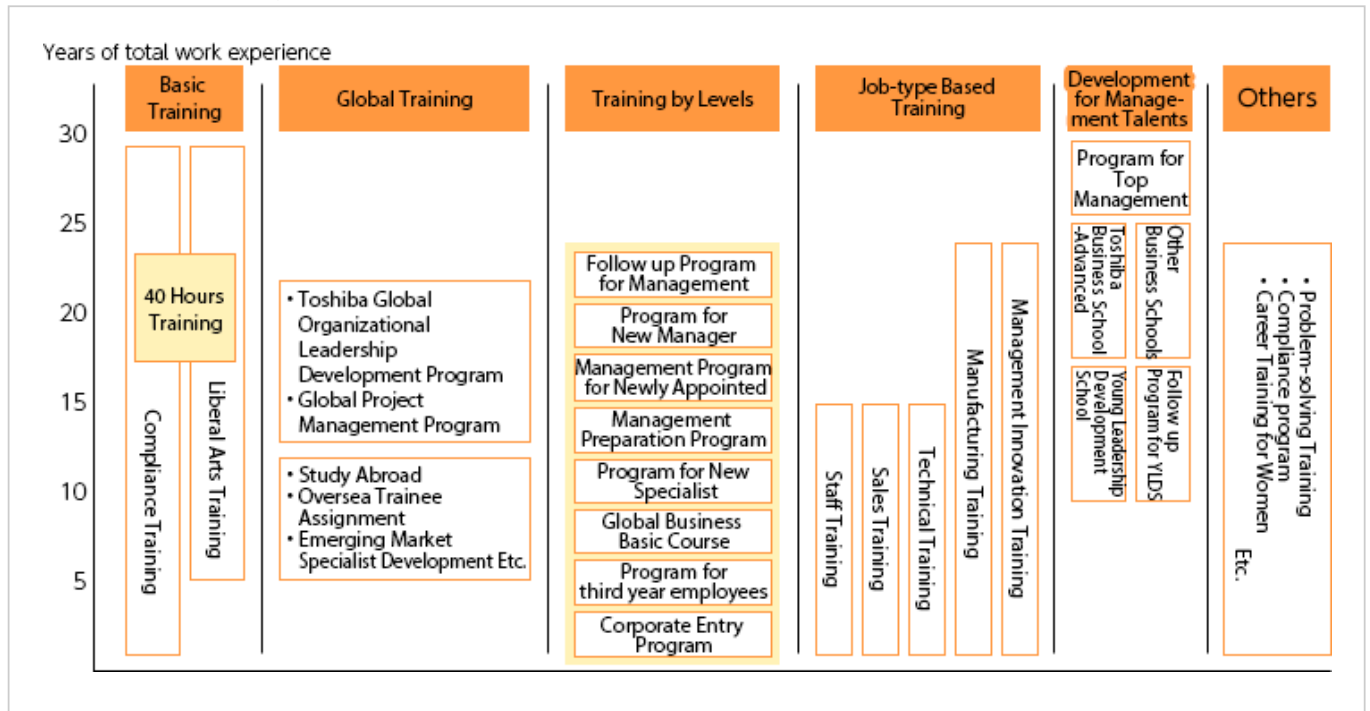 Years of total work experience
Basic
Training
Global Training
Training by Levels
Job-type Based
Training
Development
for Manage-
ment Talents
Others
30
25
20
15
10
5
Compliance Training
Liberal Arts Training
40 Hours
Training
• Toshiba Global
Organizational
Leadership
Development Program
• Global Project
Management Program
• Study Abroad
• Oversea Trainee
Assignment
• Emerging Market
Specialist Development Etc.
Follow up Program
for Management
Program for
New Manager
Management Program
for Newly Appointed
Management
Preparation Program
Program for New
Specialist
Global Business
Basic Course
Program for
third year employees
Corporate Entry
Program
Staff Training
Sales Training
Technical Training
Manufacturing Training
Management Innovation Training
Program for
Top
Management
Toshiba
Business School
-Advanced
Other
Business Schools
Young Leadership
Development
School
Follow up
Program for YLDS
• Problem-solving Training
• Compliance program
• Career Training for Women
Etc.